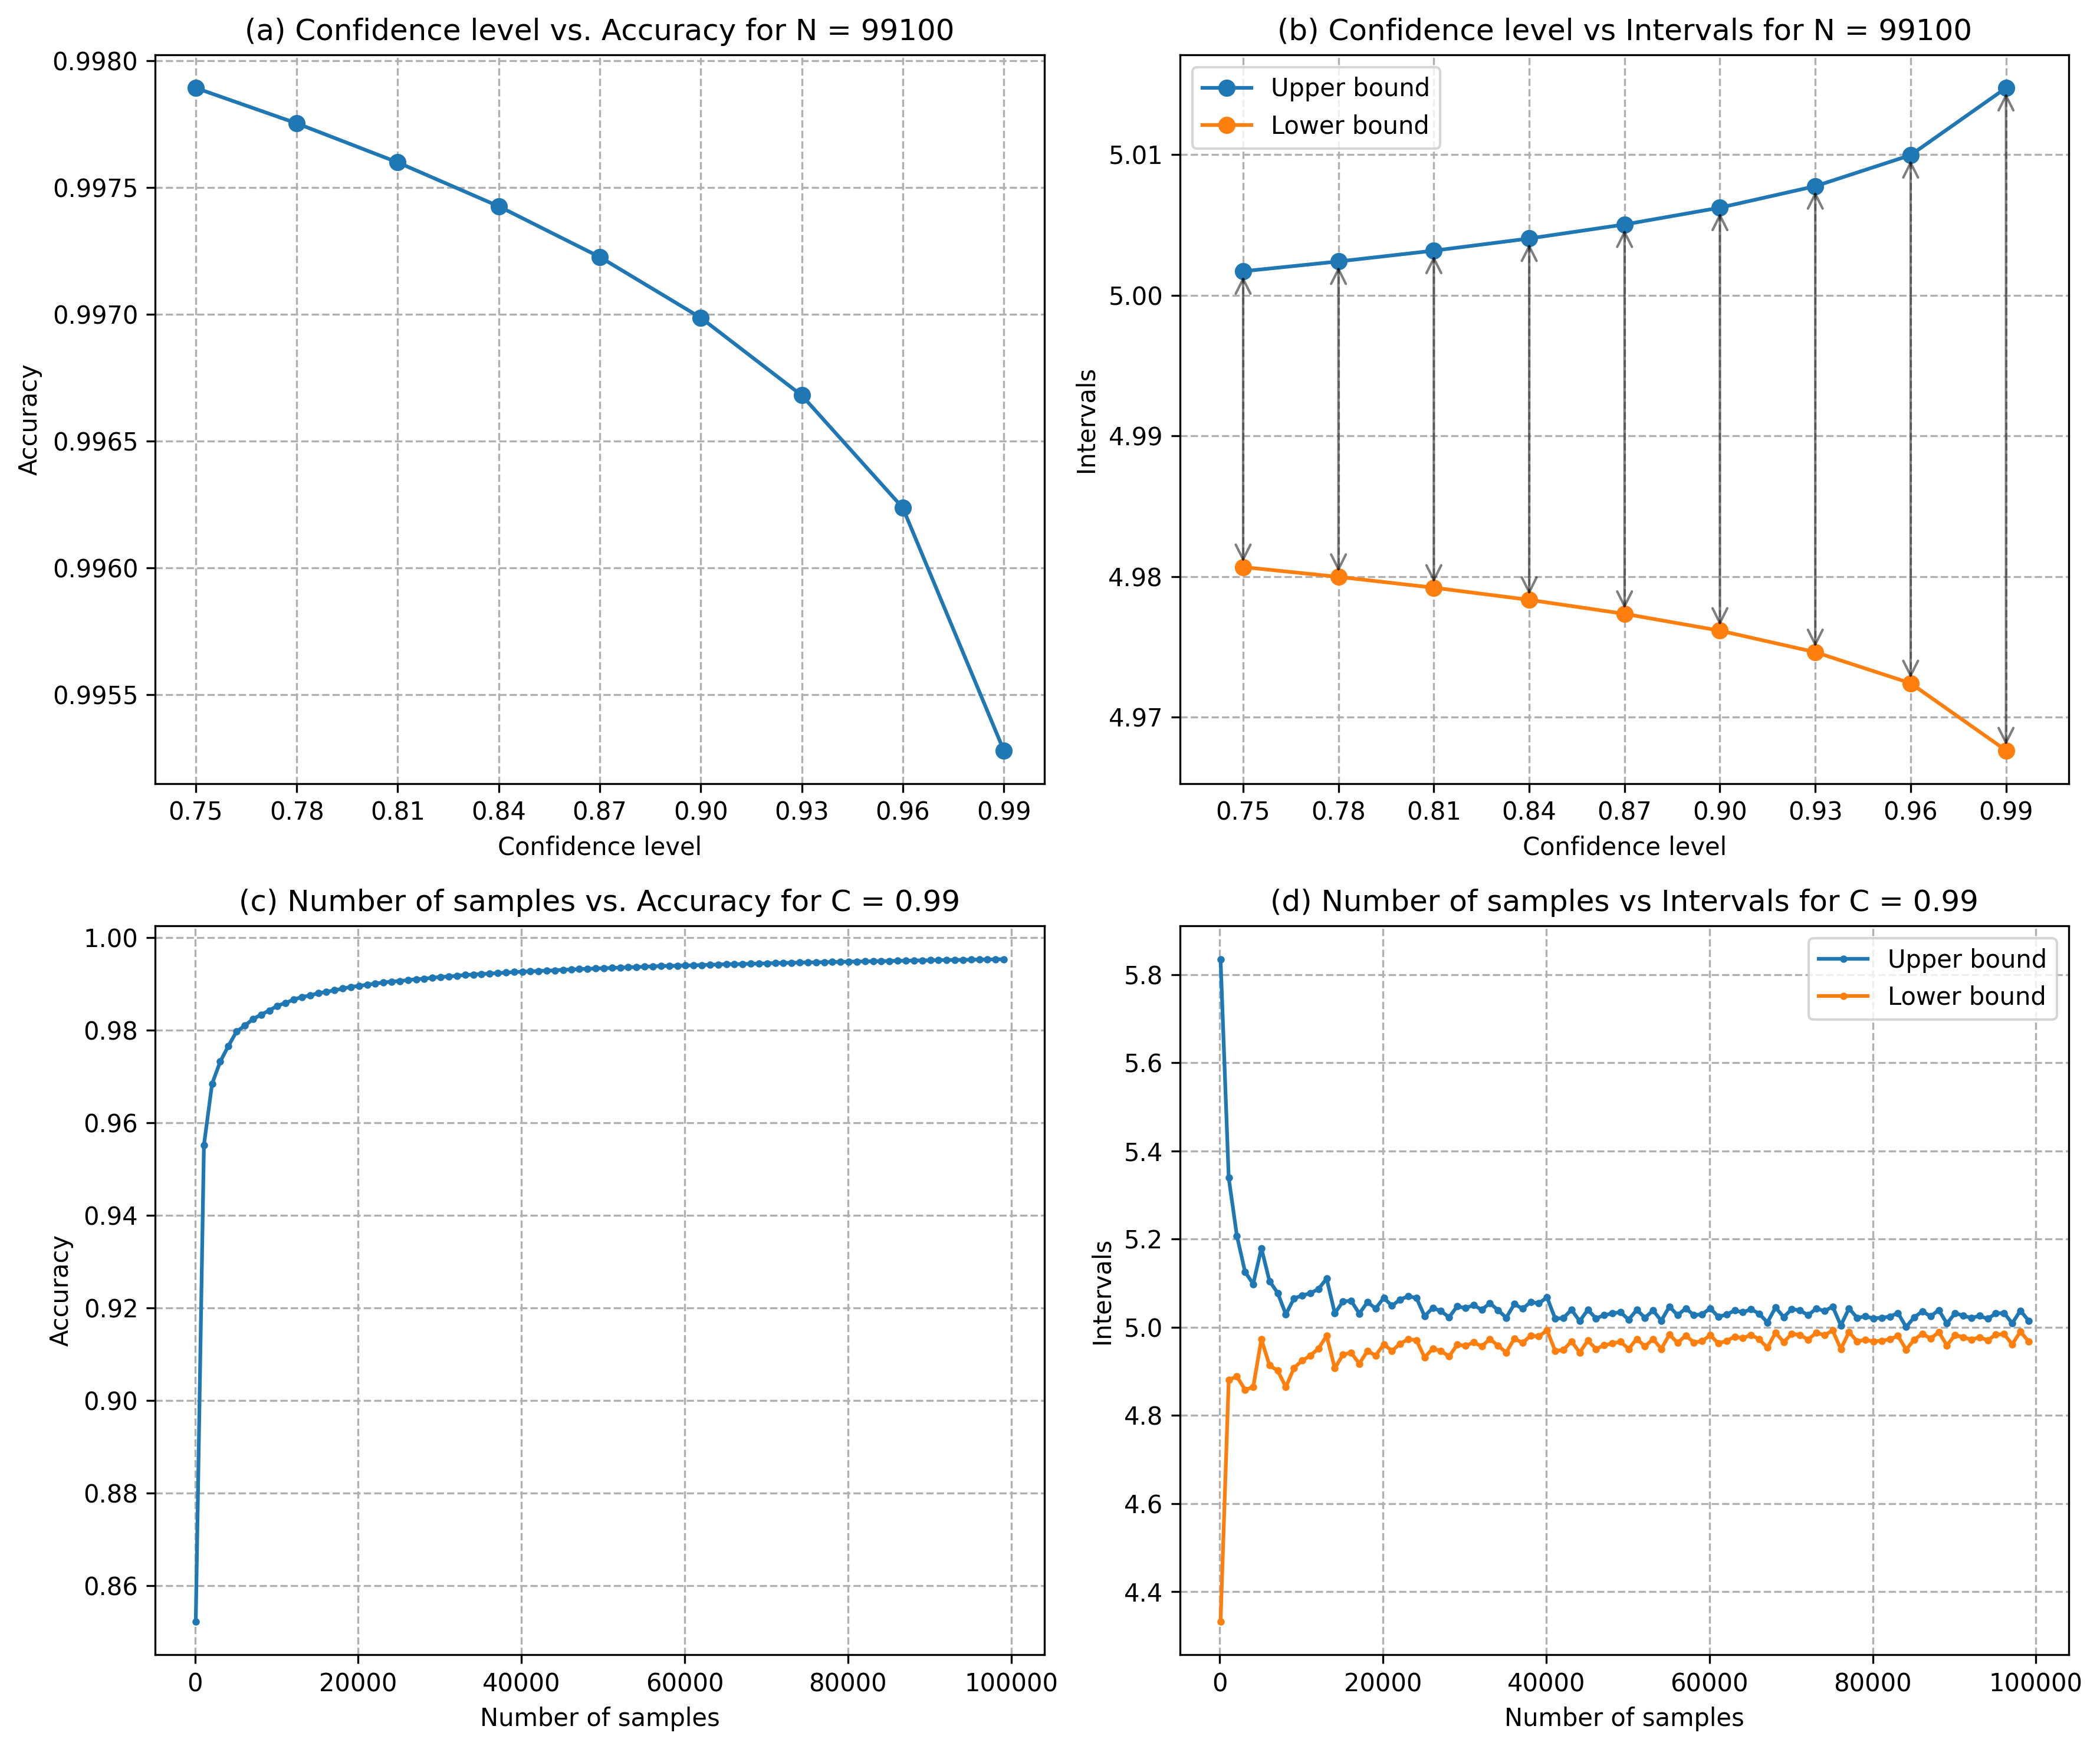 (a) Confidence level vs. Accuracy for N = 99100
0.9980
0.9975
0.9970
0.9965
0.9960
0.9955
Accuracy
0.75 0.78 0.81 0.84 0.87 0.90 0.93 0.96 0.99
Confidence level
(b) Confidence level vs Intervals for N = 99100
Upper bound
Lower bound
5.01
5.00
4.99
4.98
4.97
Intervals
0.75 0.78 0.81 0.84 0.87 0.90 0.93 0.96 0.99
Confidence level
(c) Number of samples vs. Accuracy for C = 0.99
1.00
0.98
0.96
0.94
0.92
0.90
0.88
0.86
Accuracy
0 20000 40000 60000 80000 100000
Number of samples
(d) Number of samples vs Intervals for C = 0.99
Upper bound
Lower bound
5.8
5.6
5.4
5.2
5.0
4.8
4.6
4.4
Intervals
0 20000 40000 60000 80000 100000
Number of samples